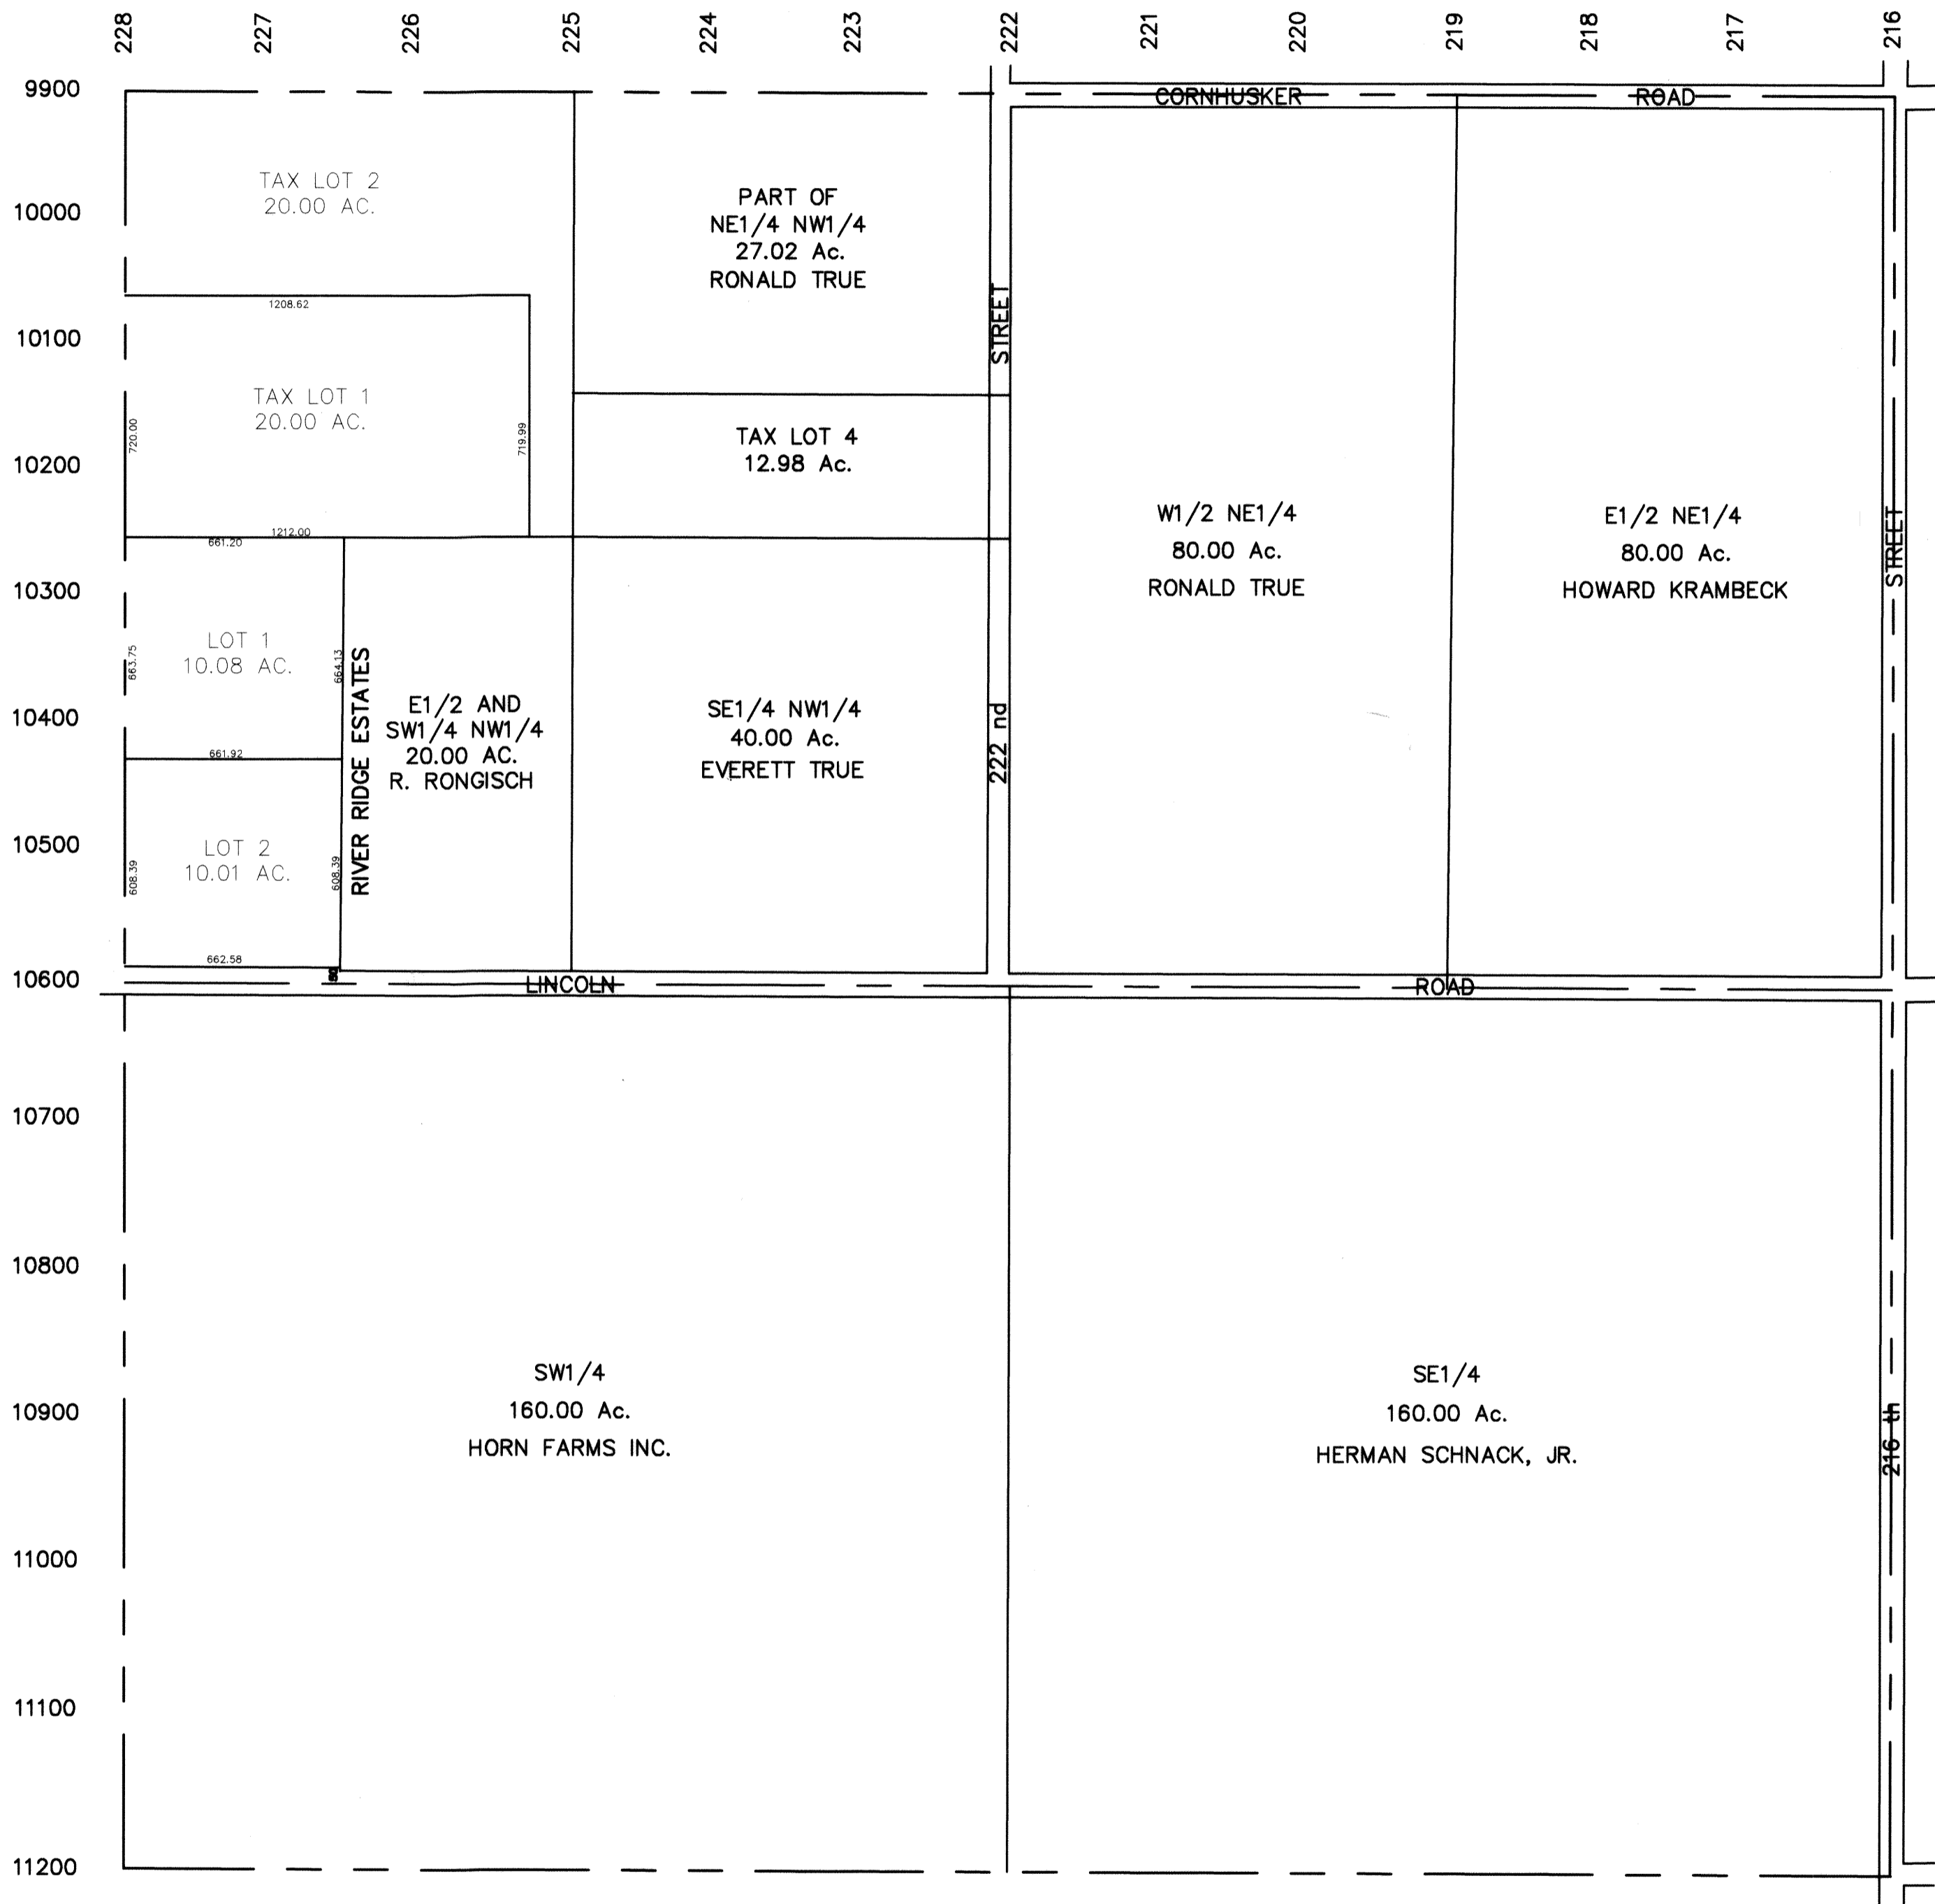 228
227
226
225
224
223
222
221
220
219
218
217
216
9900
10000
10100
10200
10300
10400
10500
10600
10700
10800
10900
11000
11100
11200
CORNHUSKER ROAD
TAX LOT 2
20.00 AC.
1208.62
TAX LOT 1
20.00 AC.
720.00
719.99
1212.00
PART OF
NE1/4 NW1/4
27.02 Ac.
RONALD TRUE
TAX LOT 4
12.98 Ac.
661.20
LOT 1
10.08 AC.
663.75
664.13
661.92
LOT 2
10.01 AC.
608.39
608.39
662.58
RIVER RIDGE ESTATES
E1/2 AND
SW1/4 NW1/4
20.00 AC.
R. RONGISCH
SE1/4 NW1/4
40.00 Ac.
EVERETT TRUE
222 nd STREET
W1/2 NE1/4
80.00 Ac.
RONALD TRUE
E1/2 NE1/4
80.00 Ac.
HOWARD KRAMBECK
216 th STREET
LINCOLN ROAD
SW1/4
160.00 Ac.
HORN FARMS INC.
SE1/4
160.00 Ac.
HERMAN SCHNACK, JR.